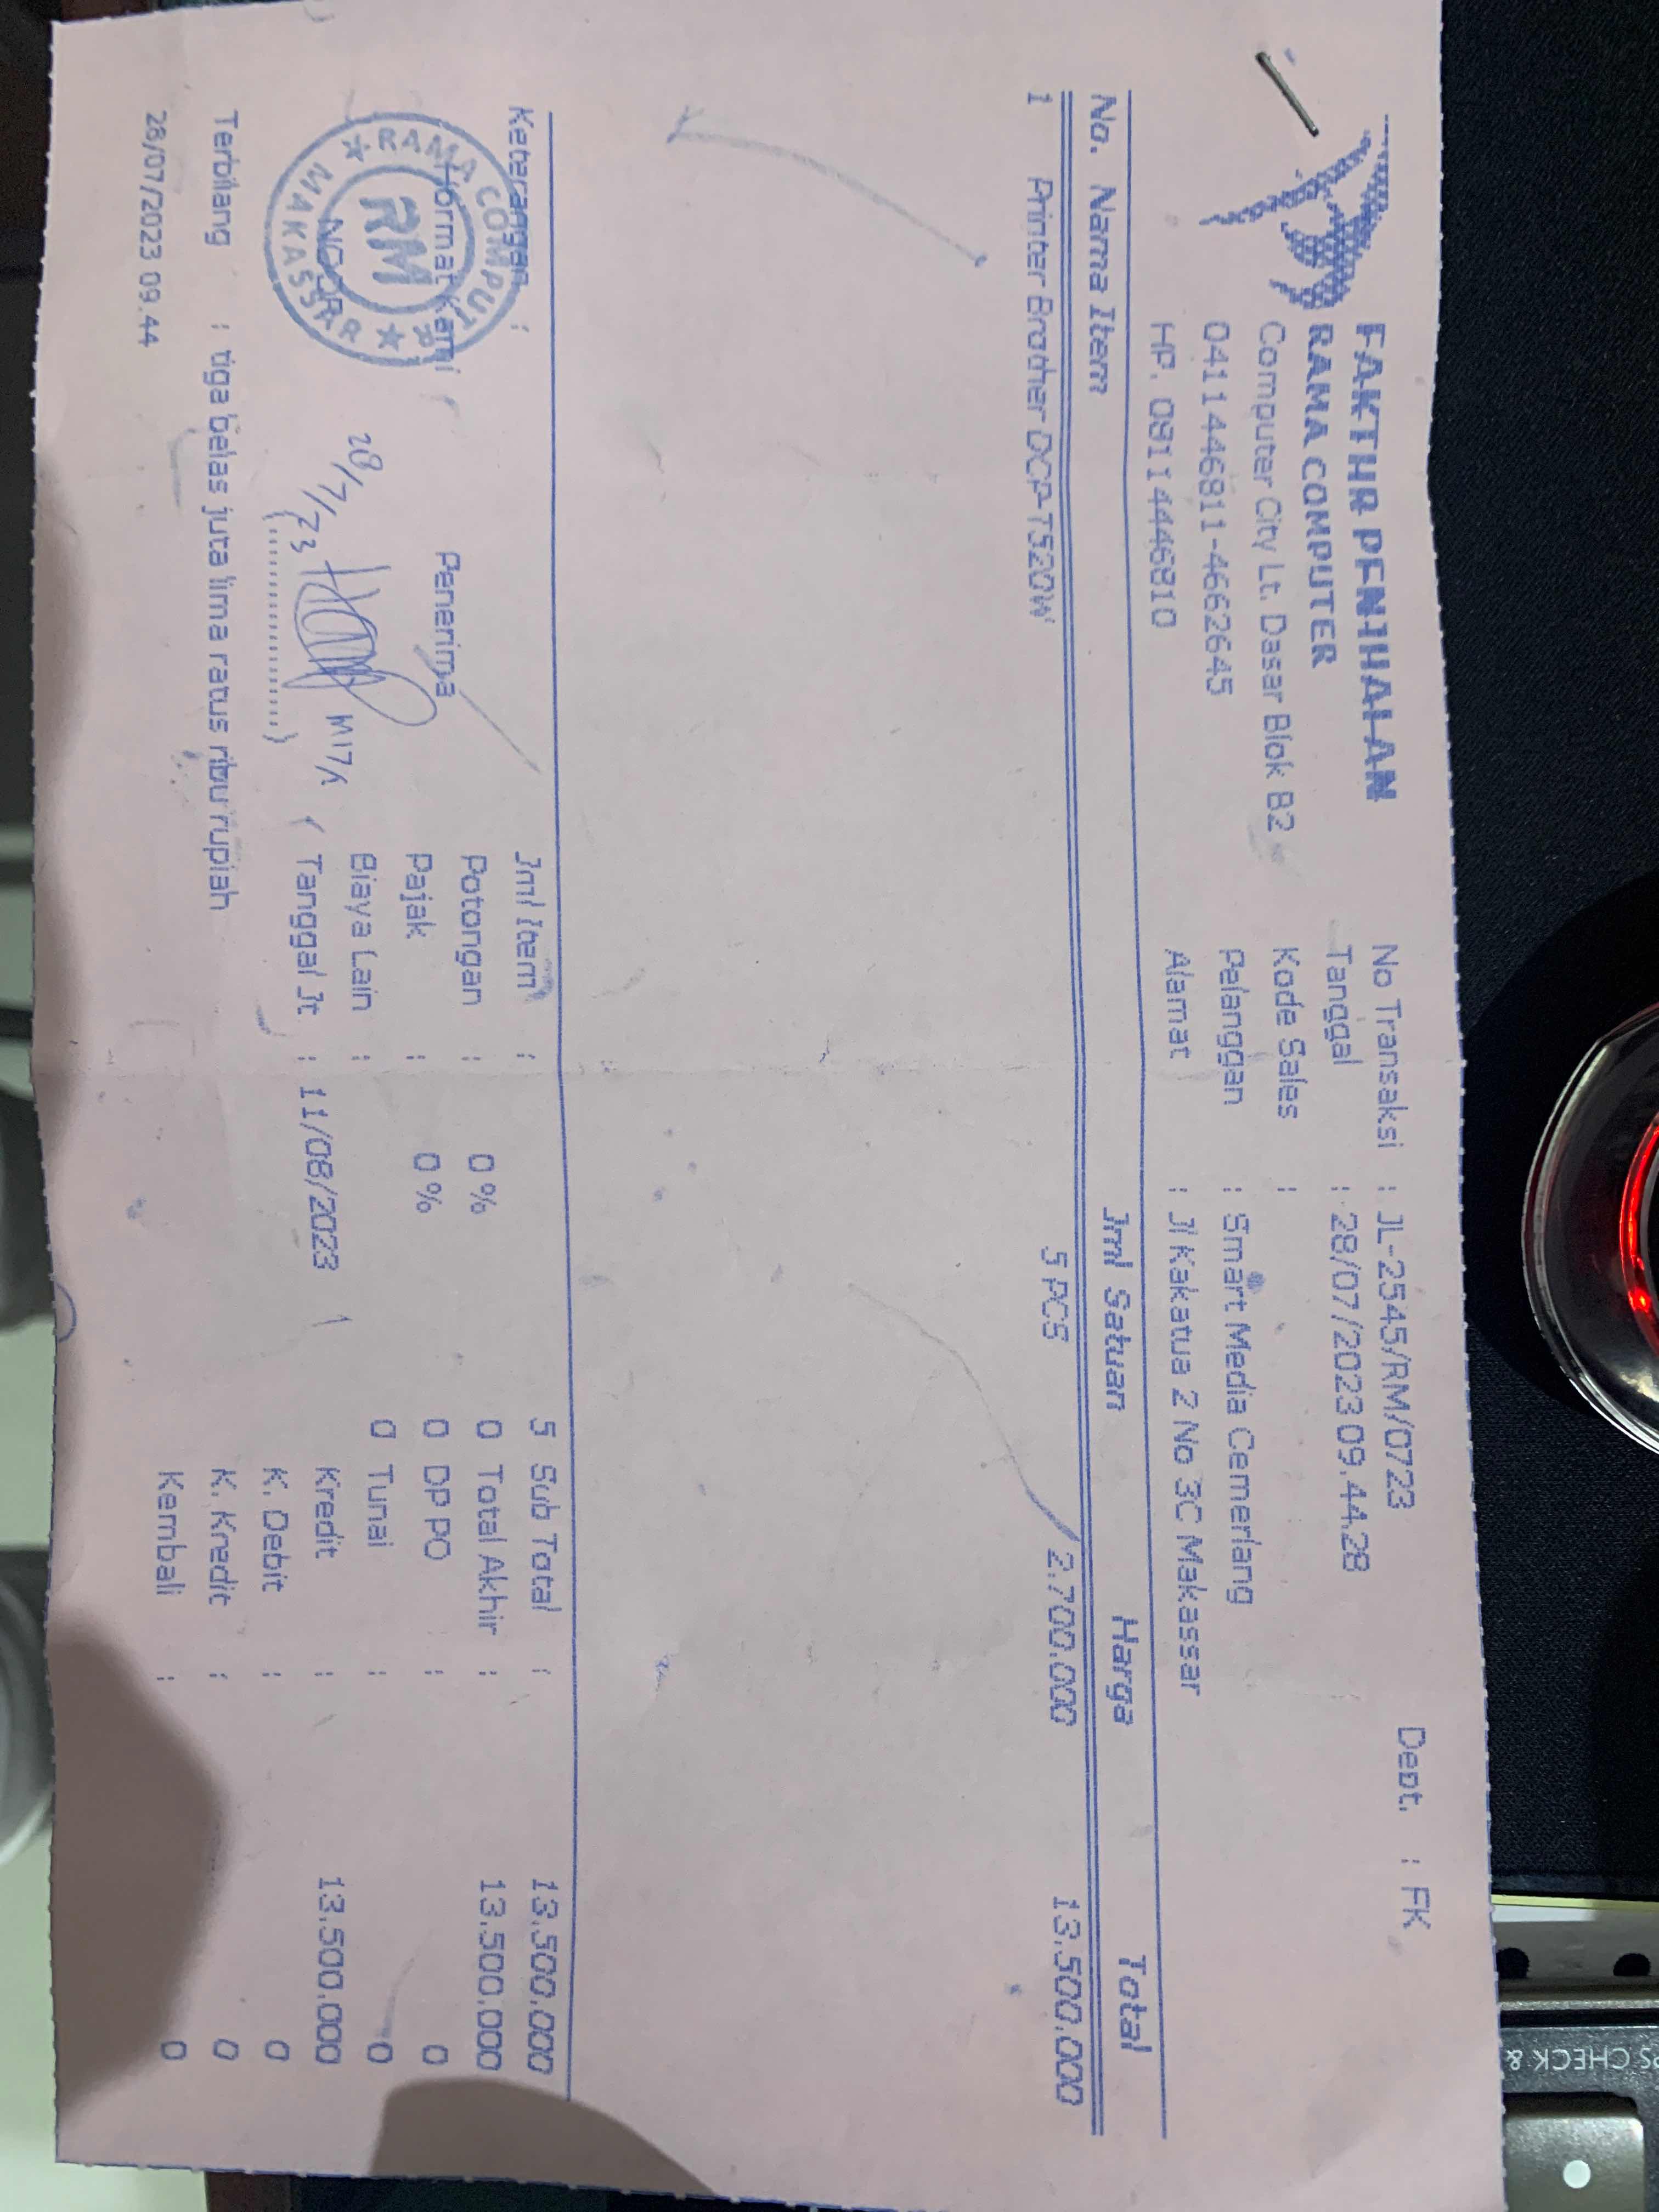 FAKTUR PENJUALAN
RAMA COMPUTER
Computer City Lt. Dasar Blok B2
0411446811-4662645
HP. 08114446810
Dept. : FK
No Transaksi : JL-2545/RM/0723
Tanggal : 28/07/2023 09.44.28
Kode Sales :
Pelanggan : Smart Media Cemerlang
Alamat : Jl Kakatua 2 No 3C Makassar
No. Nama Item Jml Satuan Harga Total
1 Printer Brother DCP-T520W 5 PCS 2.700.000 13.500.000
Keterangan :
Hormat Kami
Penerima
RAMA COMPUTER
RM
MAKASSAR
28/7/23
(................)
Jml Item : 5
Potongan : 0 % 0
Pajak : 0 % 0
Biaya Lain : 0
Tanggal Jt : 11/08/2023
Sub Total : 13.500.000
Total Akhir : 13.500.000
DP PO : 0
Tunai : 0
Kredit : 13.500.000
K. Debit : 0
K. Kredit : 0
Kembali : 0
Terbilang : tiga belas juta lima ratus ribu rupiah
28/07/2023 09.44
PS CHECK &